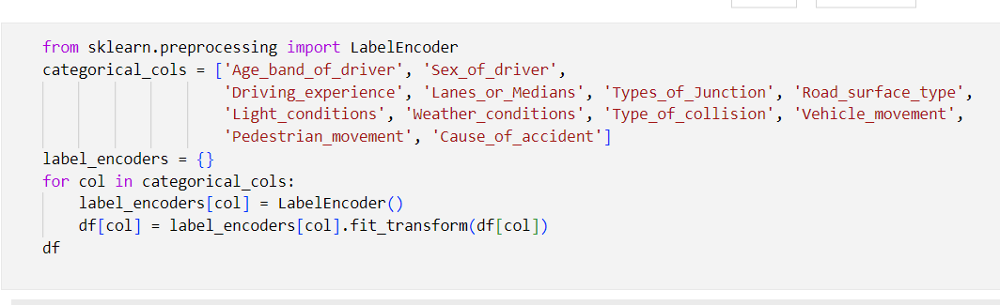 from sklearn.preprocessing import LabelEncoder
categorical_cols = ['Age_band_of_driver', 'Sex_of_driver',
'Driving_experience', 'Lanes_or_Medians', 'Types_of_Junction', 'Road_surface_type',
'Light_conditions', 'Weather_conditions', 'Type_of_collision', 'Vehicle_movement',
'Pedestrian_movement', 'Cause_of_accident']
label_encoders = {}
for col in categorical_cols:
label_encoders[col] = LabelEncoder()
df[col] = label_encoders[col].fit_transform(df[col])
df